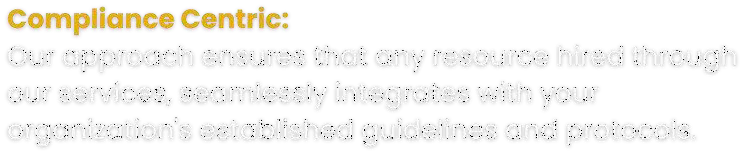 Compliance Centric:
Our approach ensures that any resource hired through
our services, seamlessly integrates with your
organization's established guidelines and protocols.